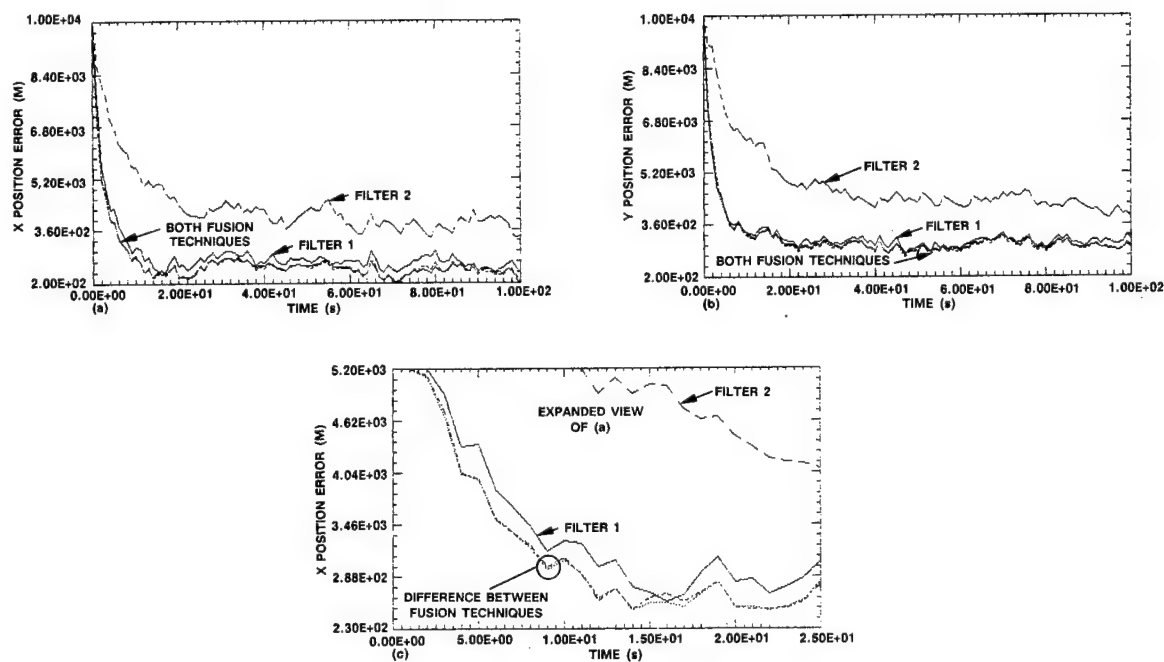 1.00E+04
8.40E+03
6.80E+03
5.20E+03
3.60E+03
2.00E+02
X POSITION ERROR (M)
FILTER 2
BOTH FUSION
TECHNIQUES
FILTER 1
0.00E+00
2.00E+01
4.00E+01
6.00E+01
8.00E+01
1.00E+02
(a)
TIME (s)
1.00E+04
8.40E+03
6.80E+03
5.20E+03
3.60E+03
2.00E+02
Y POSITION ERROR (M)
FILTER 2
FILTER 1
BOTH FUSION TECHNIQUES
0.00E+00
2.00E+01
4.00E+01
6.00E+01
8.00E+01
1.00E+02
(b)
TIME (s)
5.20E+03
4.62E+03
4.04E+03
3.46E+03
2.88E+02
2.30E+02
X POSITION ERROR (M)
EXPANDED VIEW
OF (a)
FILTER 2
FILTER 1
DIFFERENCE BETWEEN
FUSION TECHNIQUES
0.00E+00
5.00E+00
1.00E+01
1.50E+01
2.00E+01
2.50E+01
(c)
TIME (s)